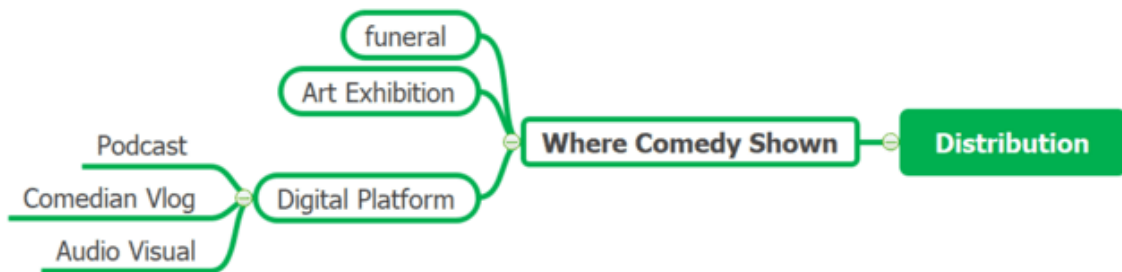 funeral
Art Exhibition
Where Comedy Shown
Distribution
Podcast
Digital Platform
Comedian Vlog
Audio Visual